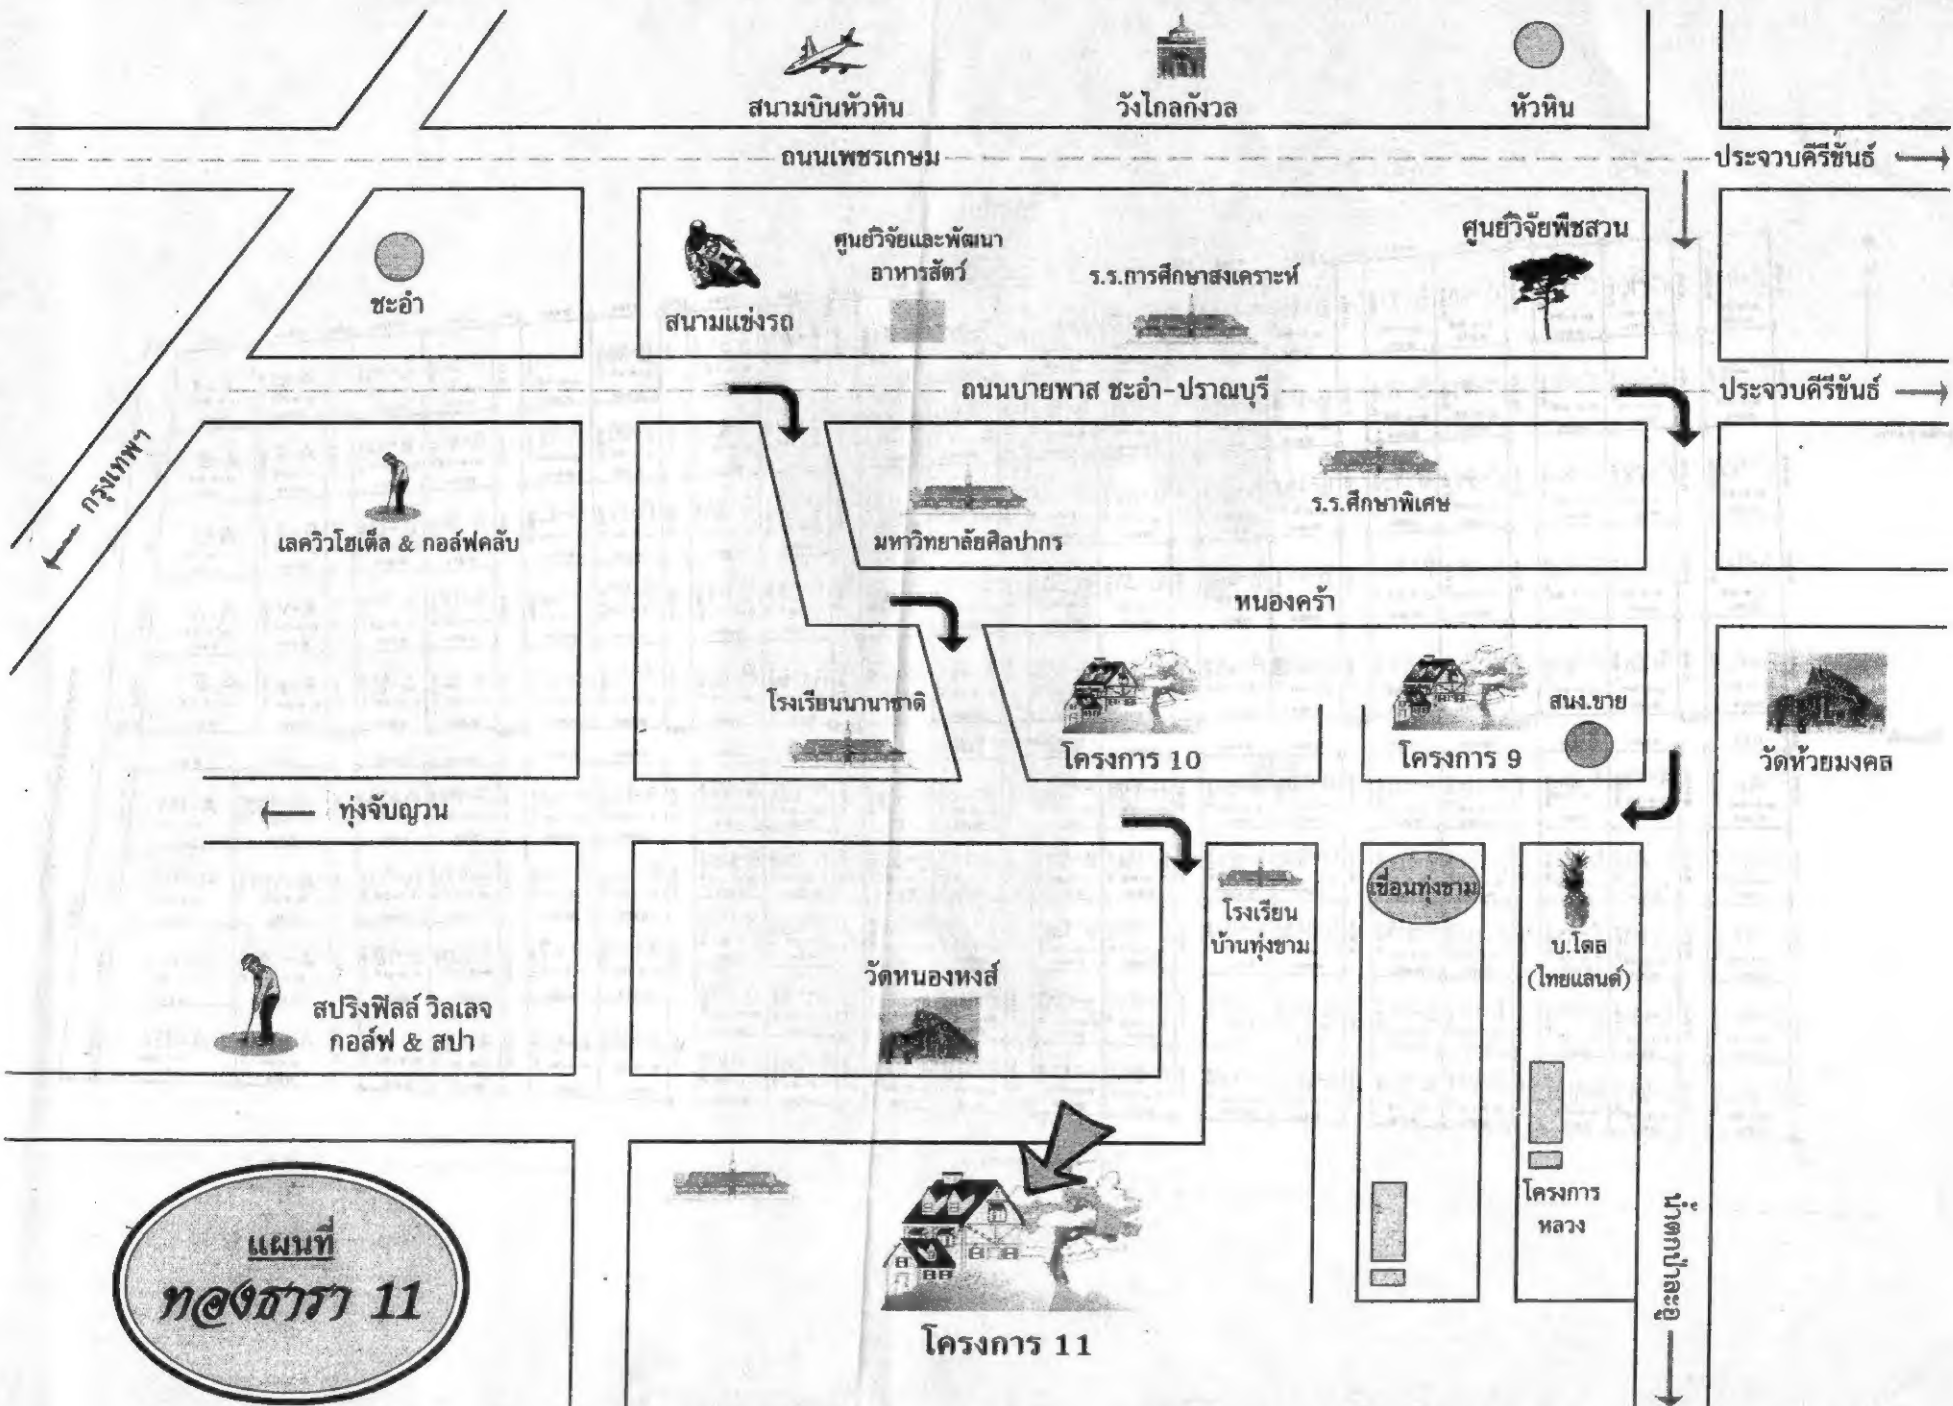 สนามบินหัวหิน
วังไกลกังวล
หัวหิน
ถนนเพชรเกษม
ประจวบคีรีขันธ์
ชะอำ
สนามแข่งรถ
ศูนย์วิจัยและพัฒนา
อาหารสัตว์
ร.ร.การศึกษาสงเคราะห์
ศูนย์วิจัยพืชสวน
ถนนบายพาส ชะอำ-ปราณบุรี
ประจวบคีรีขันธ์
กรุงเทพฯ
เลควิวโฮเต็ล & กอล์ฟคลับ
มหาวิทยาลัยศิลปากร
ร.ร.ศึกษาพิเศษ
หนองคร้า
โรงเรียนนานาชาติ
โครงการ 10
โครงการ 9
สนง.ขาย
วัดห้วยมงคล
ทุ่งจับญวน
เขื่อนทุ่งขาม
โรงเรียน
บ้านทุ่งขาม
บ.โดล
(ไทยแลนด์)
วัดหนองหงส์
สปริงฟิลล์ วิลเลจ
กอล์ฟ & สปา
โครงการ
หลวง
น้ำตกป่าละอู
แผนที่
ทองธารา 11
โครงการ 11